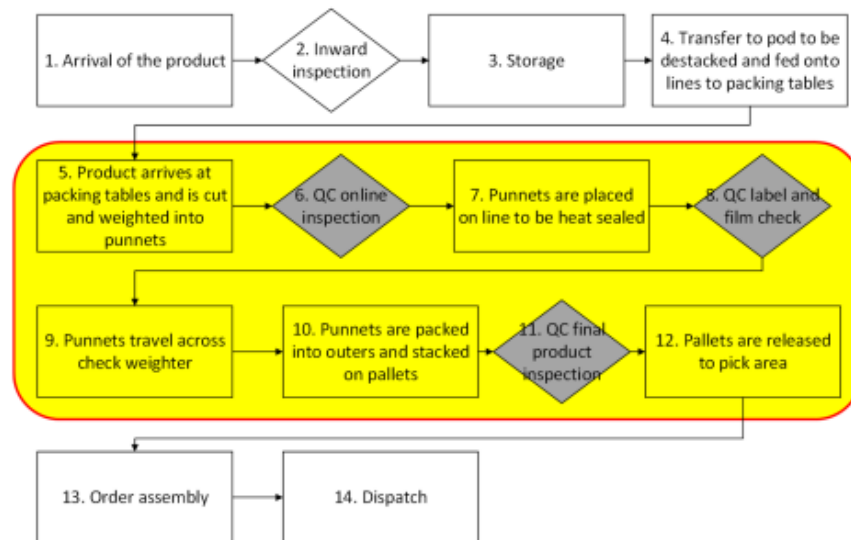 1. Arrival of the product
2. Inward
inspection
3. Storage
4. Transfer to pod to be
destacked and fed onto
lines to packing tables
5. Product arrives at
packing tables and is cut
and weighted into
punnets
6. QC online
inspection
7. Punnets are placed
on line to be heat sealed
8. QC label and
film check
9. Punnets travel across
check weighter
10. Punnets are packed
into outers and stacked
on pallets
11. QC final
product
inspection
12. Pallets are released
to pick area
13. Order assembly
14. Dispatch